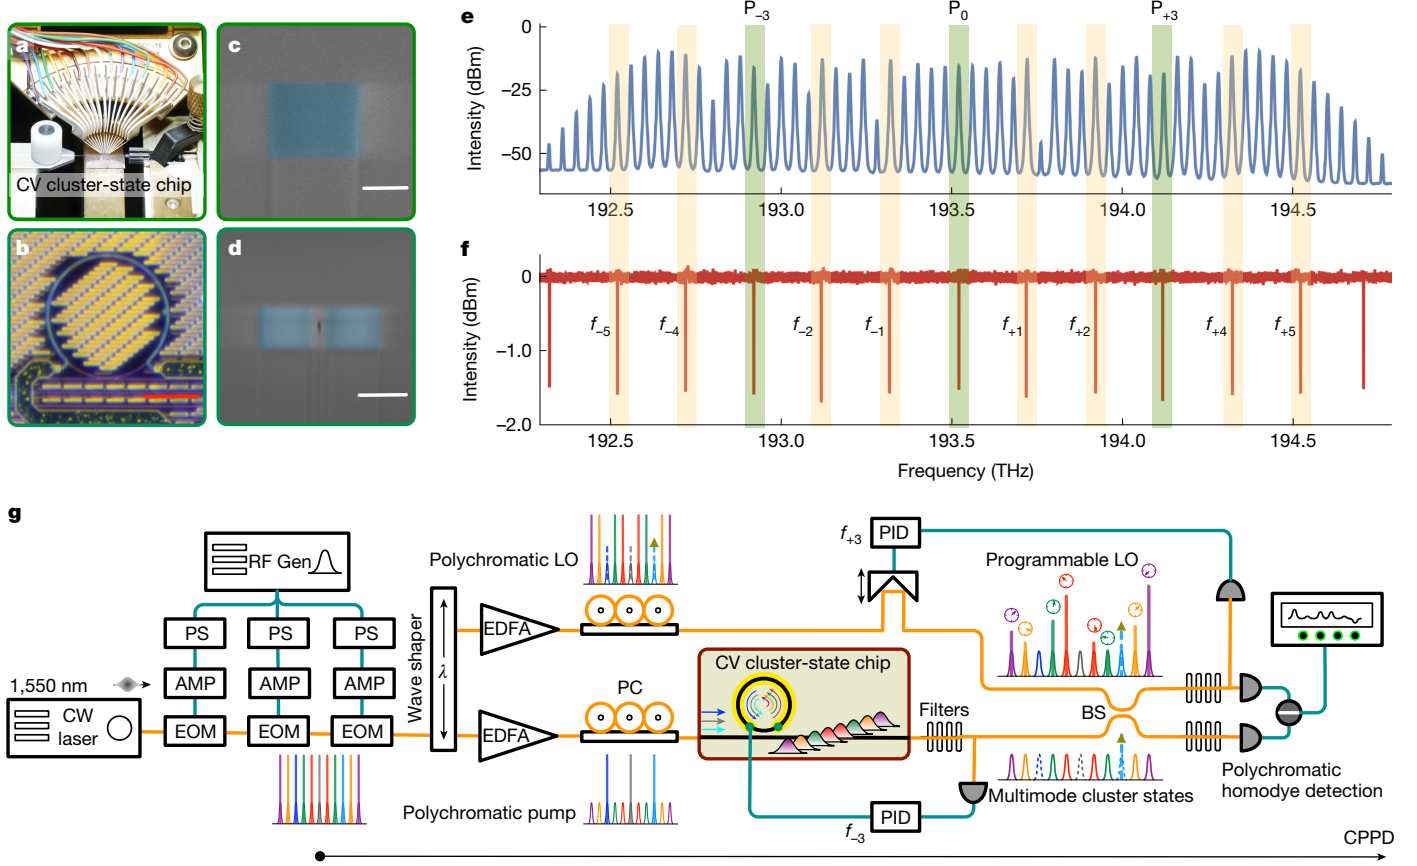 a
CV cluster-state chip
c
b
d
e
P–3
P0
P+3
Intensity (dBm)
0
–25
–50
192.5
193.0
193.5
194.0
194.5
f
Intensity (dBm)
0
–1.0
–2.0
f–5
f–4
f–2
f–1
f+1
f+2
f+4
f+5
192.5
193.0
193.5
194.0
194.5
Frequency (THz)
g
RF Gen
PS
PS
PS
AMP
AMP
AMP
EOM
EOM
EOM
1,550 nm
CW
laser
Wave shaper
λ
Polychromatic LO
EDFA
EDFA
PC
Polychromatic pump
CV cluster-state chip
f+3
PID
f–3
PID
Filters
Programmable LO
BS
Multimode cluster states
Polychromatic
homodye detection
CPPD